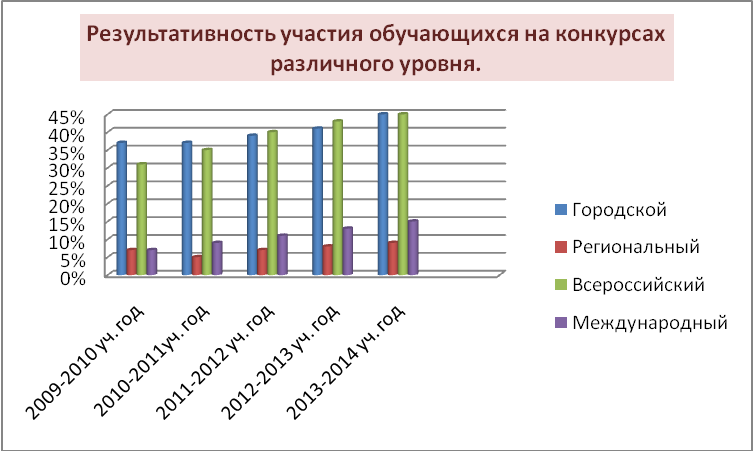 Результативность участия обучающихся на конкурсах
различного уровня.
45%
40%
35%
30%
25%
20%
15%
10%
5%
0%
2009-2010 уч. год
2010-2011уч. год
2011-2012 уч. год
2012-2013 уч. год
2013-2014 уч. год
Городской
Региональный
Всероссийский
Международный